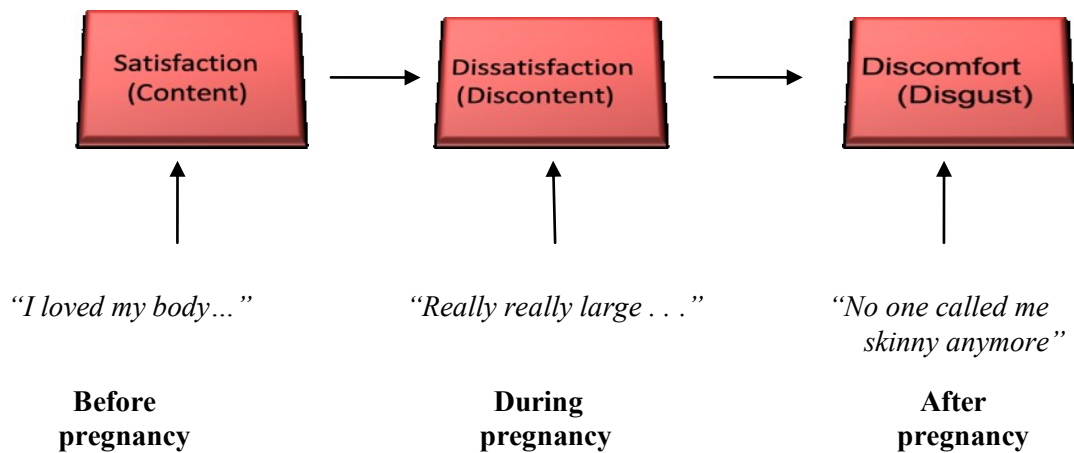 Satisfaction
(Content)
Dissatisfaction
(Discontent)
Discomfort
(Disgust)
“I loved my body…”
“Really really large . . .”
“No one called me
skinny anymore”
Before
pregnancy
During
pregnancy
After
pregnancy